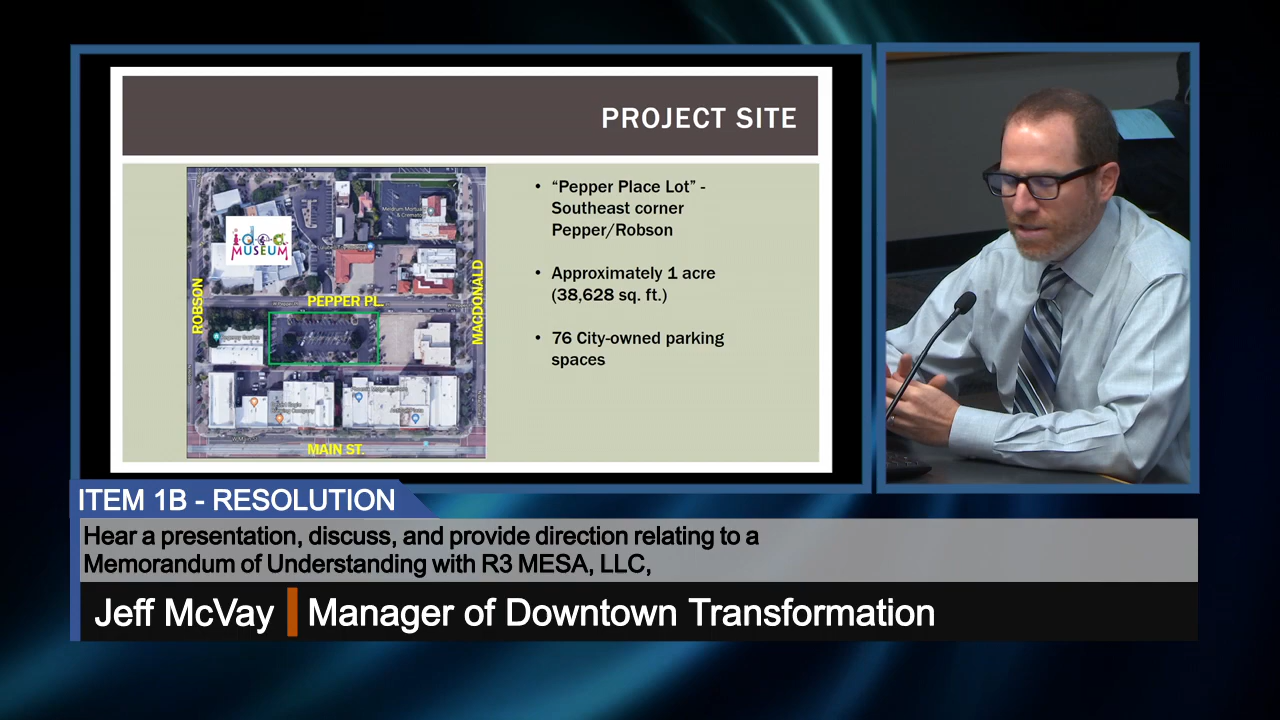 PROJECT SITE
idea
MUSEUM
ROBSON
PEPPER PL.
MACDONALD
MAIN ST.
• “Pepper Place Lot” -
Southeast corner
Pepper/Robson
• Approximately 1 acre
(38,628 sq. ft.)
• 76 City-owned parking
spaces
ITEM 1B - RESOLUTION
Hear a presentation, discuss, and provide direction relating to a
Memorandum of Understanding with R3 MESA, LLC,
Jeff McVay
Manager of Downtown Transformation